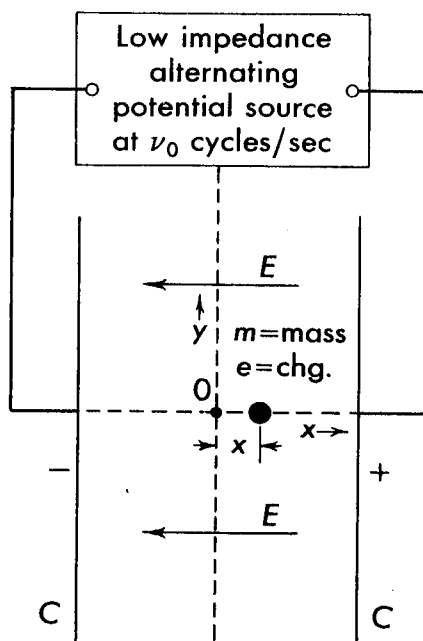 Low impedance
alternating
potential source
at ν₀ cycles/sec
E
y
m=mass
e=chg.
0
x
x→
−
+
E
C
C